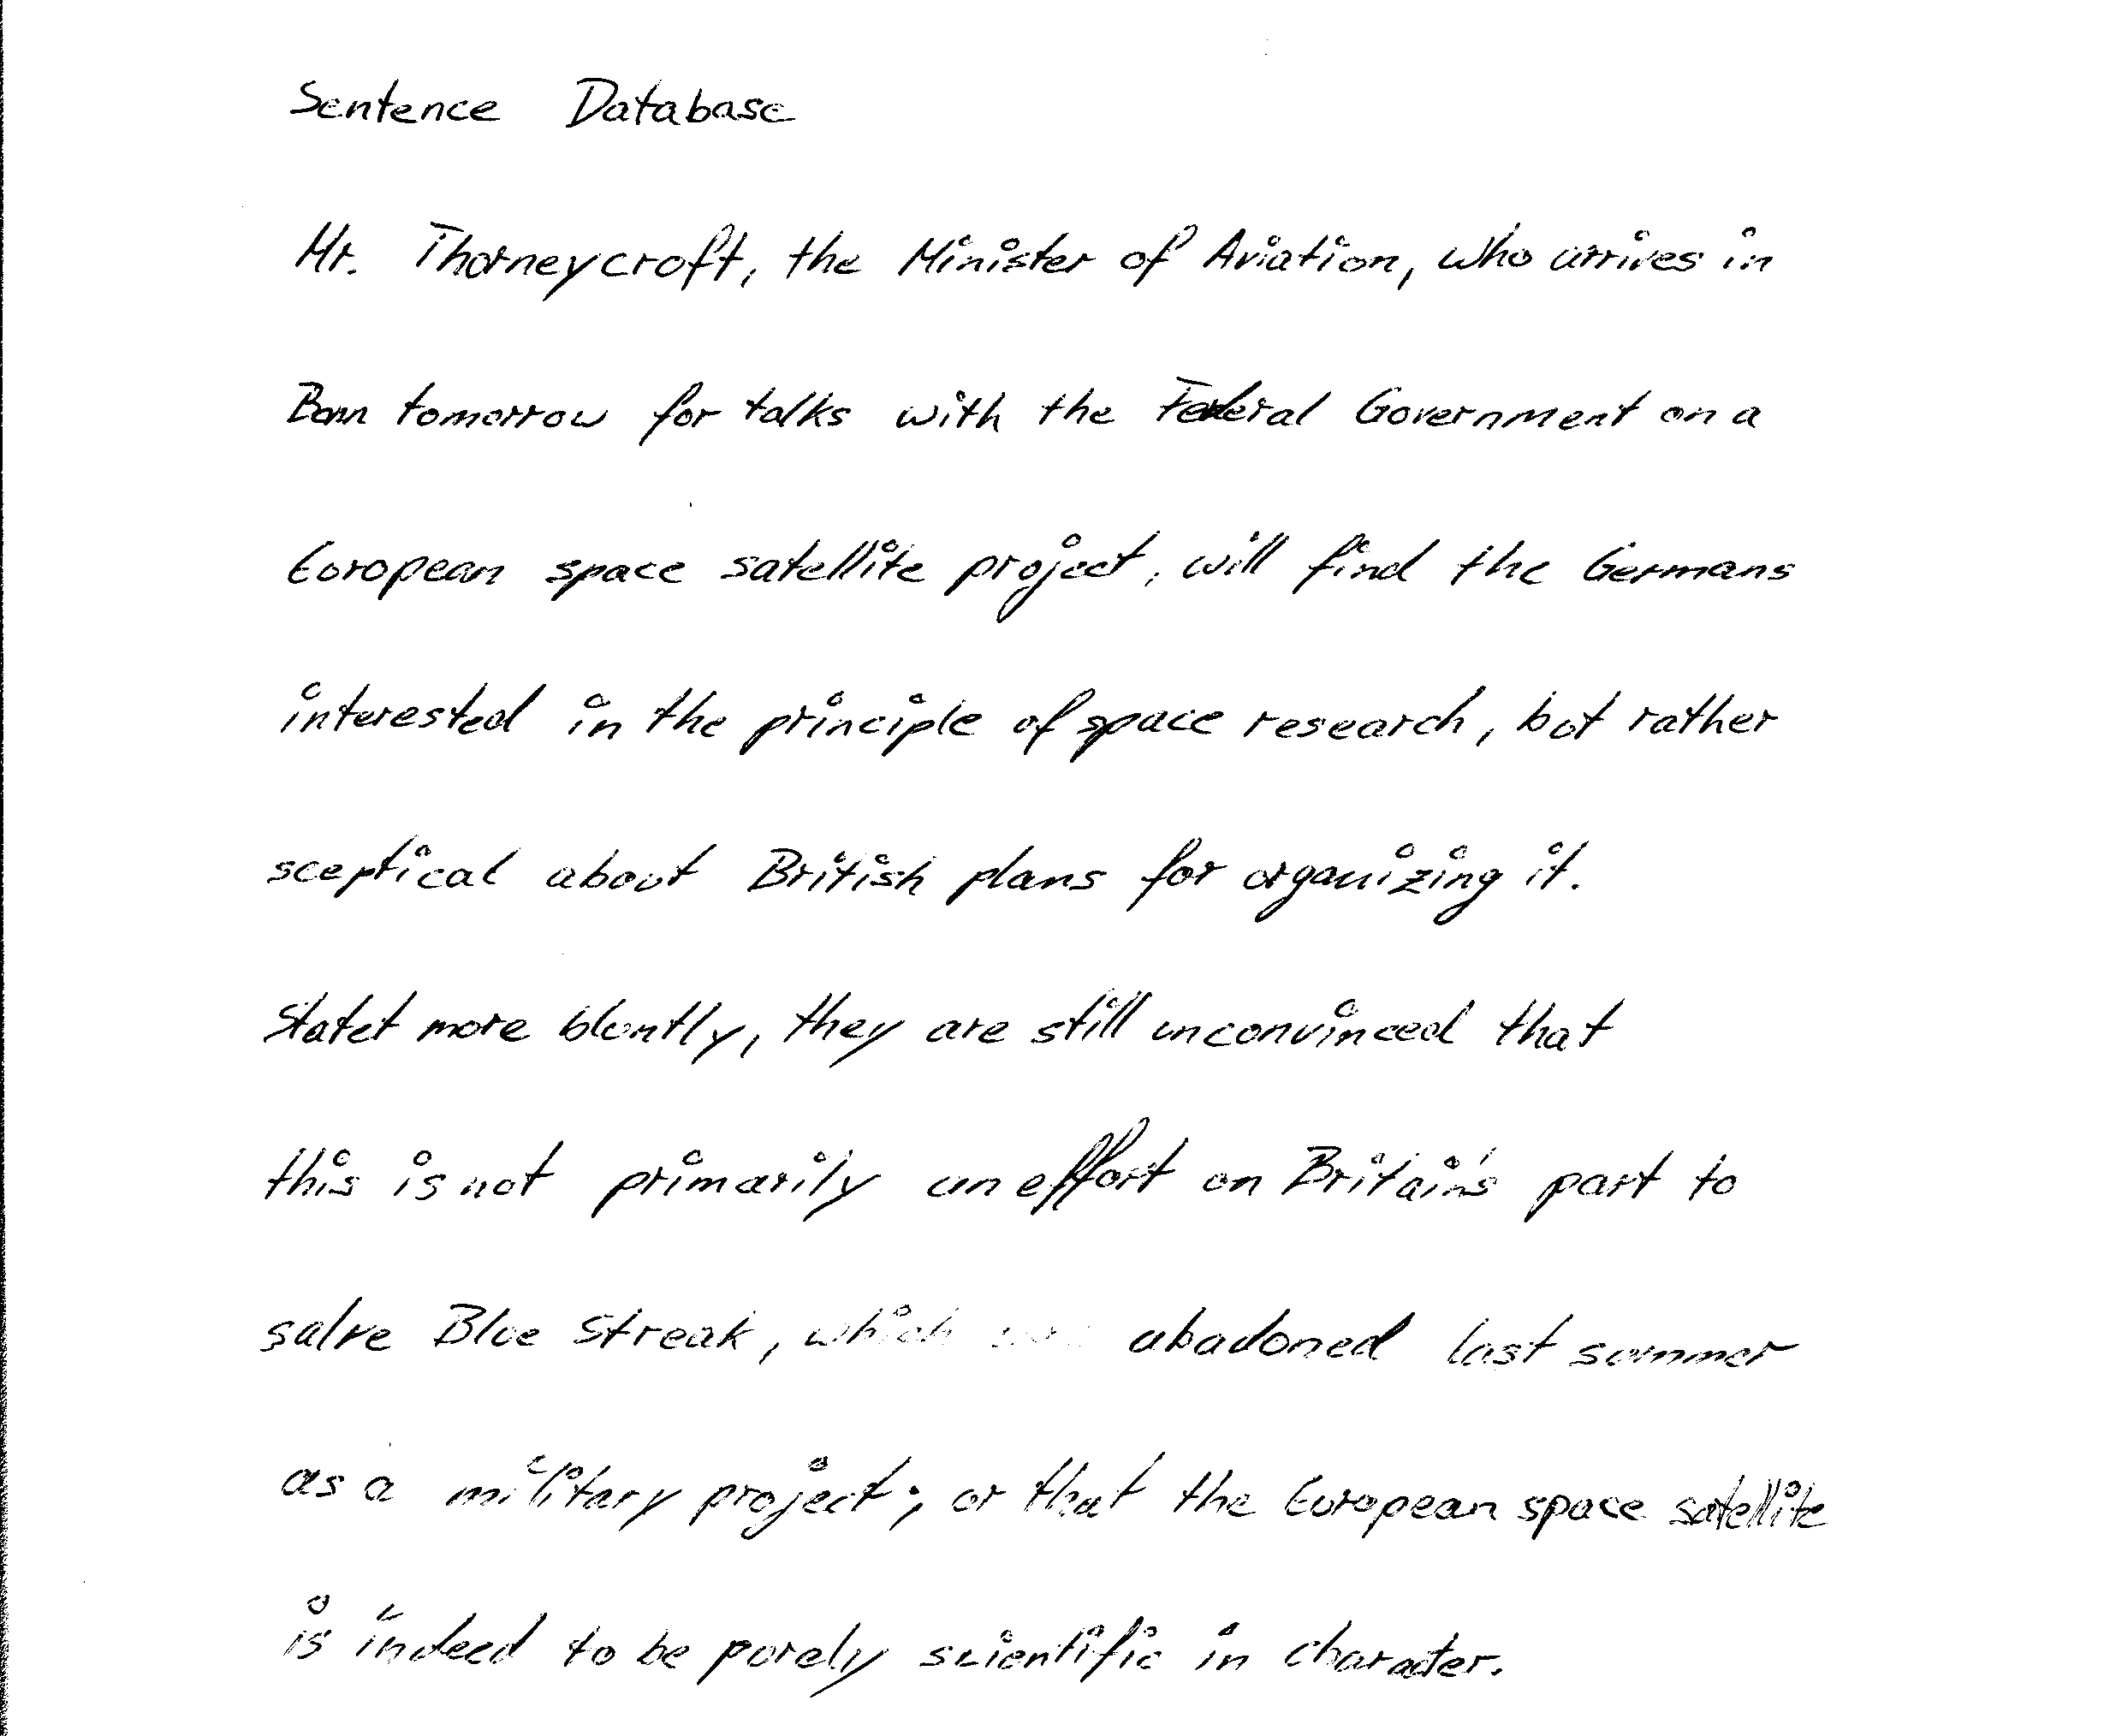 Sentence Database
Mr. Thorneycroft, the Minister of Aviation, who arrives in
Bonn tomorrow for talks with the Federal Government on a
European space satellite project, will find the Germans
interested in the principle of space research, but rather
sceptical about British plans for organizing it.
Statet more bluntly, they are still unconvinced that
this is not primarily an effort on Britain's part to
salve Blue Streak, which abadoned last summer
as a military project; or that the European space satellite
is indeed to be purely scientific in character.